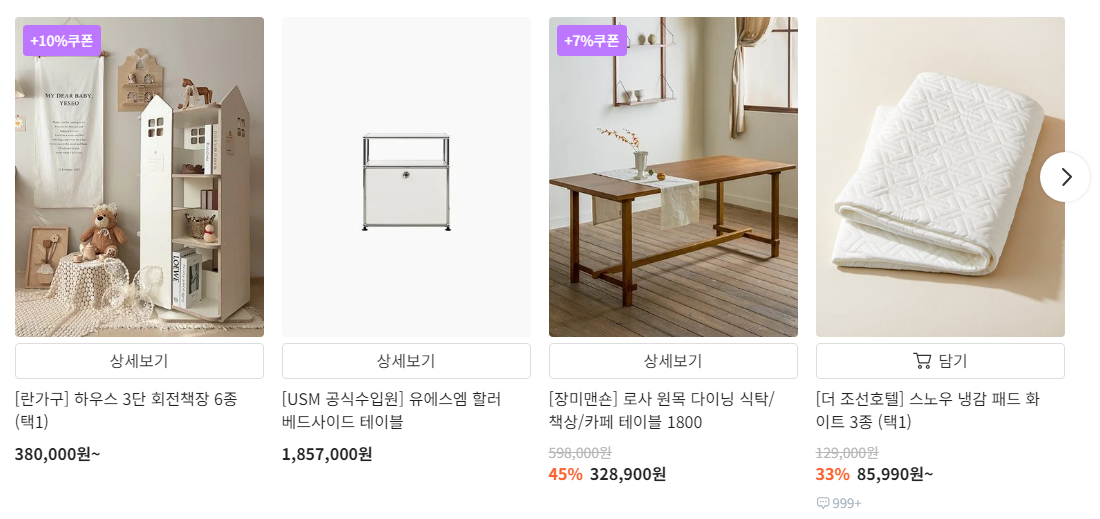 +10%쿠폰
MY DEAR BABY,
YESEO
LOEWE
상세보기
[란가구] 하우스 3단 회전책장 6종
(택1)
380,000원~
상세보기
[USM 공식수입원] 유에스엠 할러
베드사이드 테이블
1,857,000원
+7%쿠폰
상세보기
[장미맨숀] 로사 원목 다이닝 식탁/
책상/카페 테이블 1800
598,000원
45% 328,900원
담기
[더 조선호텔] 스노우 냉감 패드 화
이트 3종 (택1)
129,000원
33% 85,990원~
999+